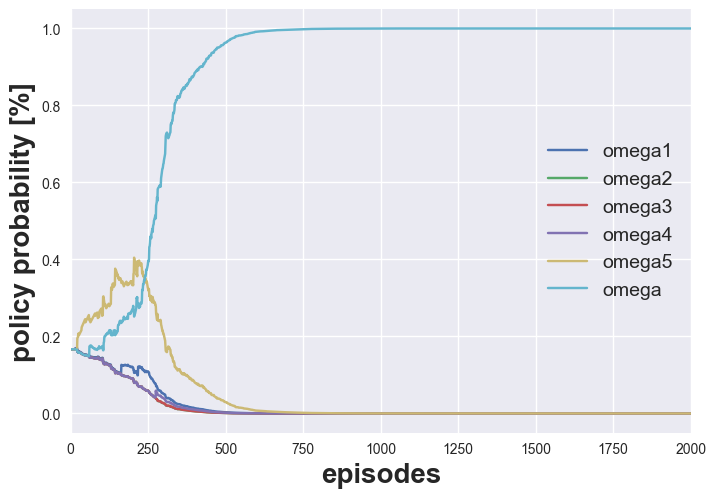 1.0
0.8
0.6
0.4
0.2
0.0
policy probability [%]
omega1
omega2
omega3
omega4
omega5
omega
0 250 500 750 1000 1250 1500 1750 2000
episodes